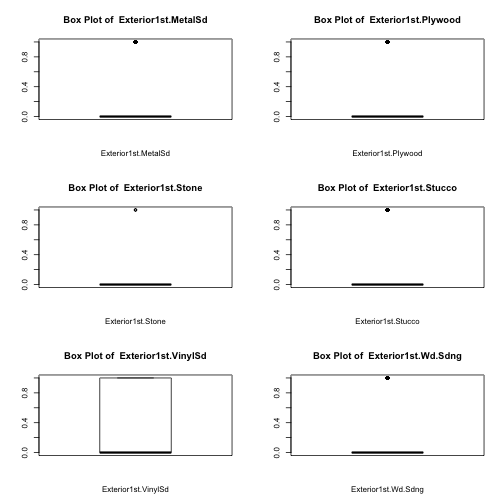 Box Plot of  Exterior1st.MetalSd
0.0 0.4 0.8
Exterior1st.MetalSd
Box Plot of  Exterior1st.Plywood
0.0 0.4 0.8
Exterior1st.Plywood
Box Plot of  Exterior1st.Stone
0.0 0.4 0.8
Exterior1st.Stone
Box Plot of  Exterior1st.Stucco
0.0 0.4 0.8
Exterior1st.Stucco
Box Plot of  Exterior1st.VinylSd
0.0 0.4 0.8
Exterior1st.VinylSd
Box Plot of  Exterior1st.Wd.Sdng
0.0 0.4 0.8
Exterior1st.Wd.Sdng